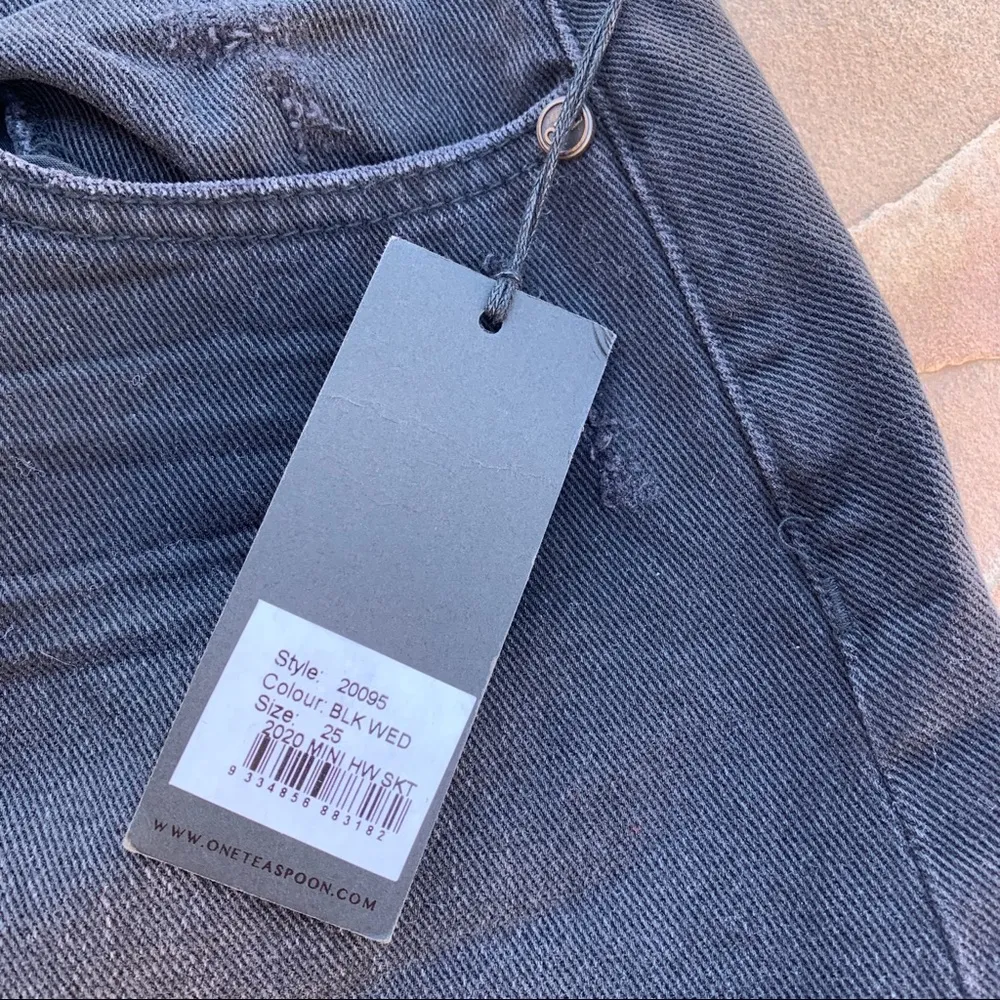 Style: 20095
Colour: BLK WED
Size: 25
2020 MINI HW SKT
9 334856 883182
WWW.ONETEASPOON.COM